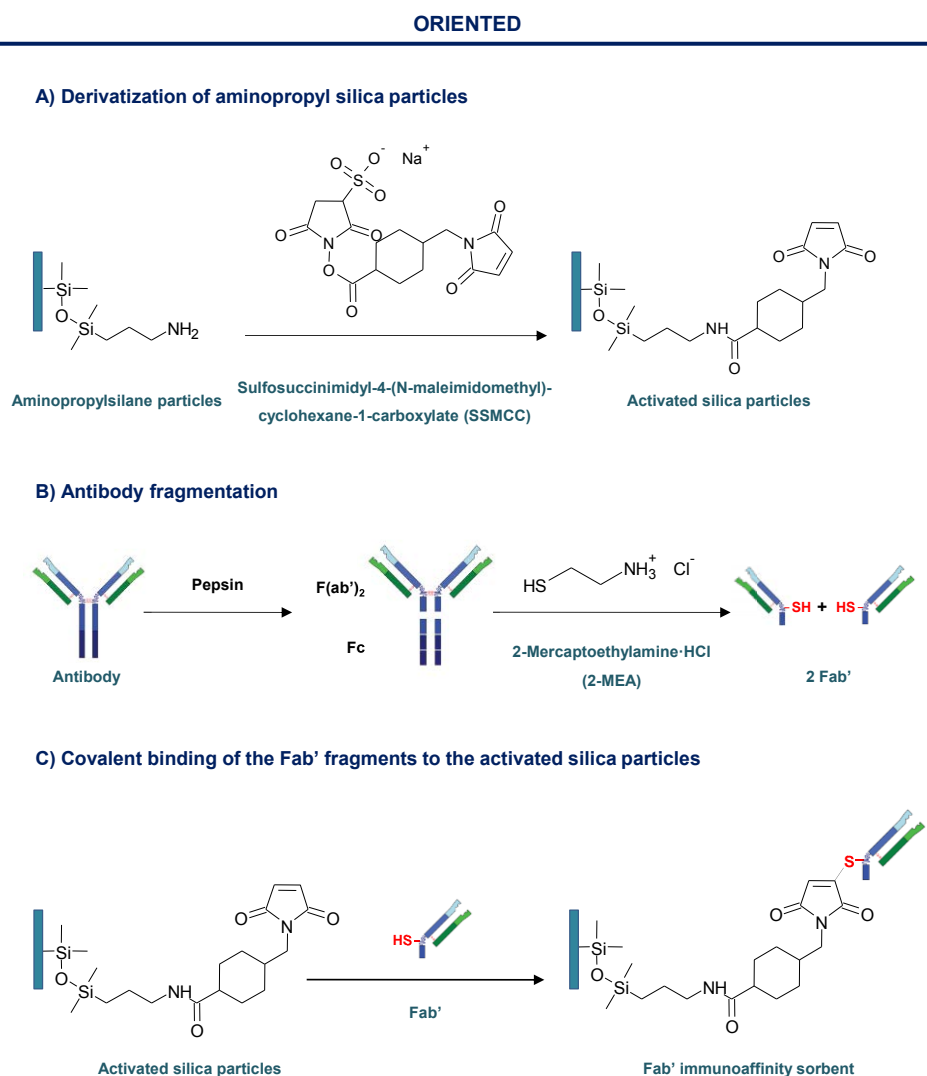 ORIENTED
A) Derivatization of aminopropyl silica particles
O
O
-
Na
+
S
O
O
O
N
O
O
N
O
O
Si
O
Si
NH2
Aminopropylsilane particles
Sulfosuccinimidyl-4-(N-maleimidomethyl)-
cyclohexane-1-carboxylate (SSMCC)
O
N
O
Si
O
Si
NH
O
Activated silica particles
B) Antibody fragmentation
Antibody
Pepsin
F(ab’)2
Fc
HS
NH3
+
Cl
-
2-Mercaptoethylamine·HCl
(2-MEA)
SH + HS
2 Fab’
C) Covalent binding of the Fab’ fragments to the activated silica particles
O
N
O
Si
O
Si
NH
O
Activated silica particles
HS
Fab’
S
O
N
O
Si
O
Si
NH
O
Fab’ immunoaffinity sorbent